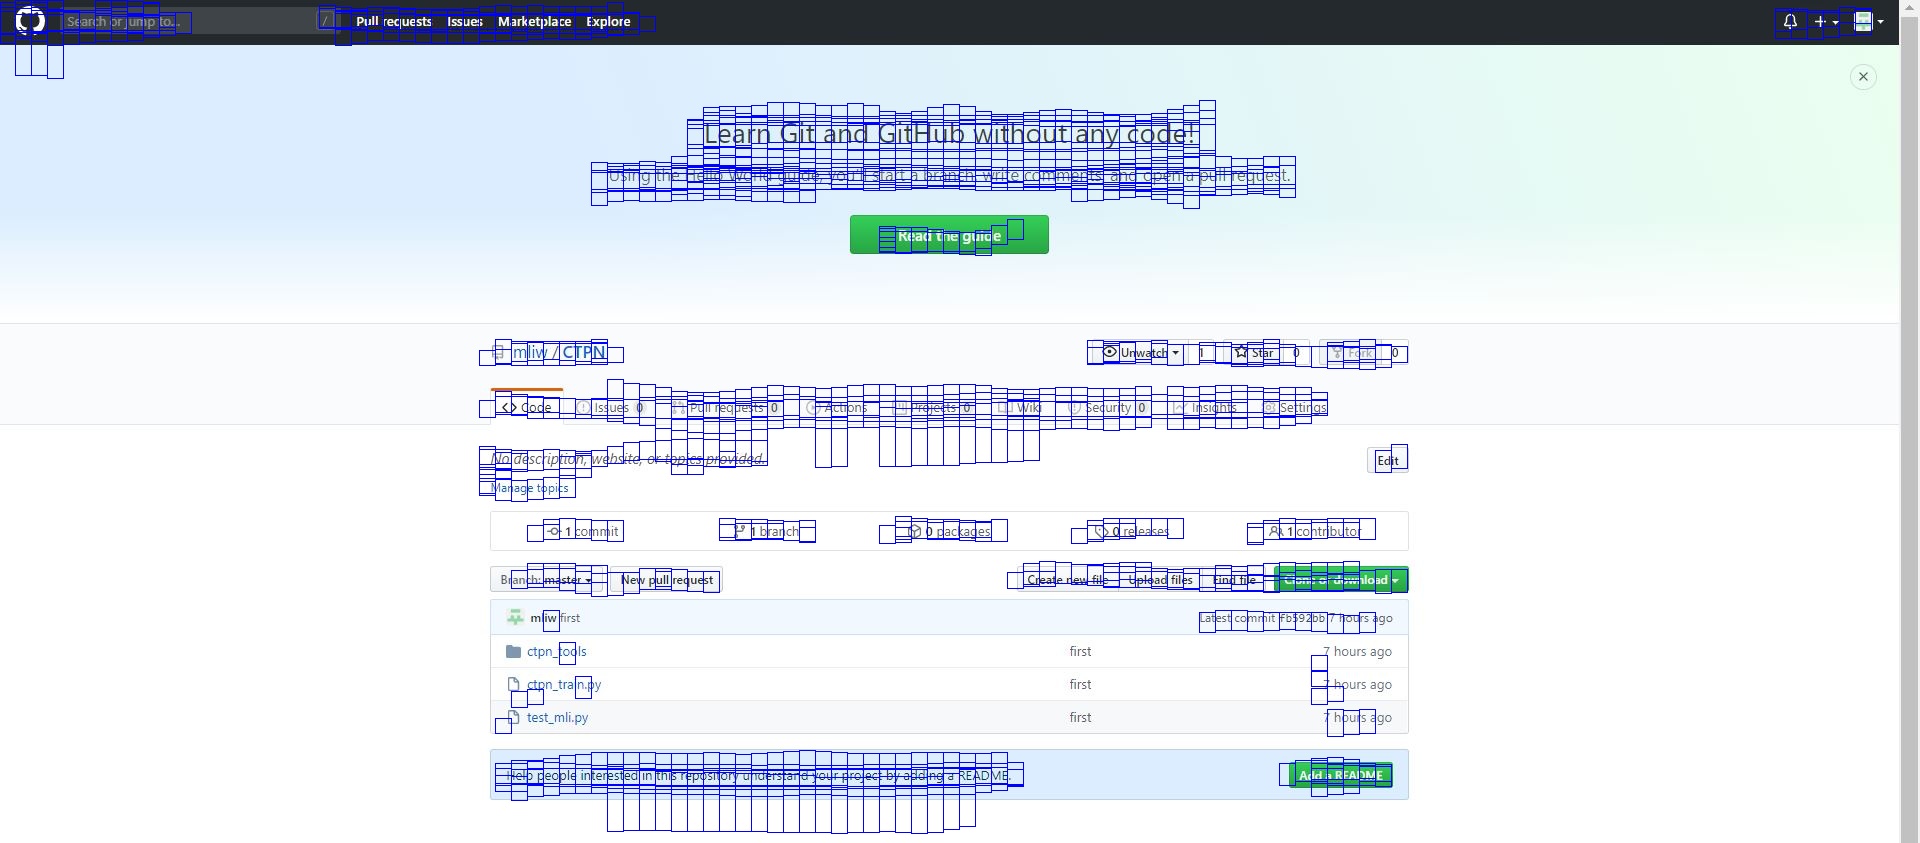 Search or jump to... /
Pull requests Issues Marketplace Explore
Learn Git and GitHub without any code!
Using the Hello World guide, you'll start a branch, write comments, and open a pull request.
Read the guide
mliw / CTPN
Unwatch 1 Star 0 Fork 0
Code Issues 0 Pull requests 0 Actions Projects 0 Wiki Security 0 Insights Settings
No description, website, or topics provided.
Edit
Manage topics
1 commit 1 branch 0 packages 0 releases 1 contributor
Branch: master New pull request Create new file Upload files Find file Clone or download
mliw first Latest commit fb592bb 7 hours ago
ctpn_tools first 7 hours ago
ctpn_train.py first 7 hours ago
test_mli.py first 7 hours ago
Help people interested in this repository understand your project by adding a README.
Add a README